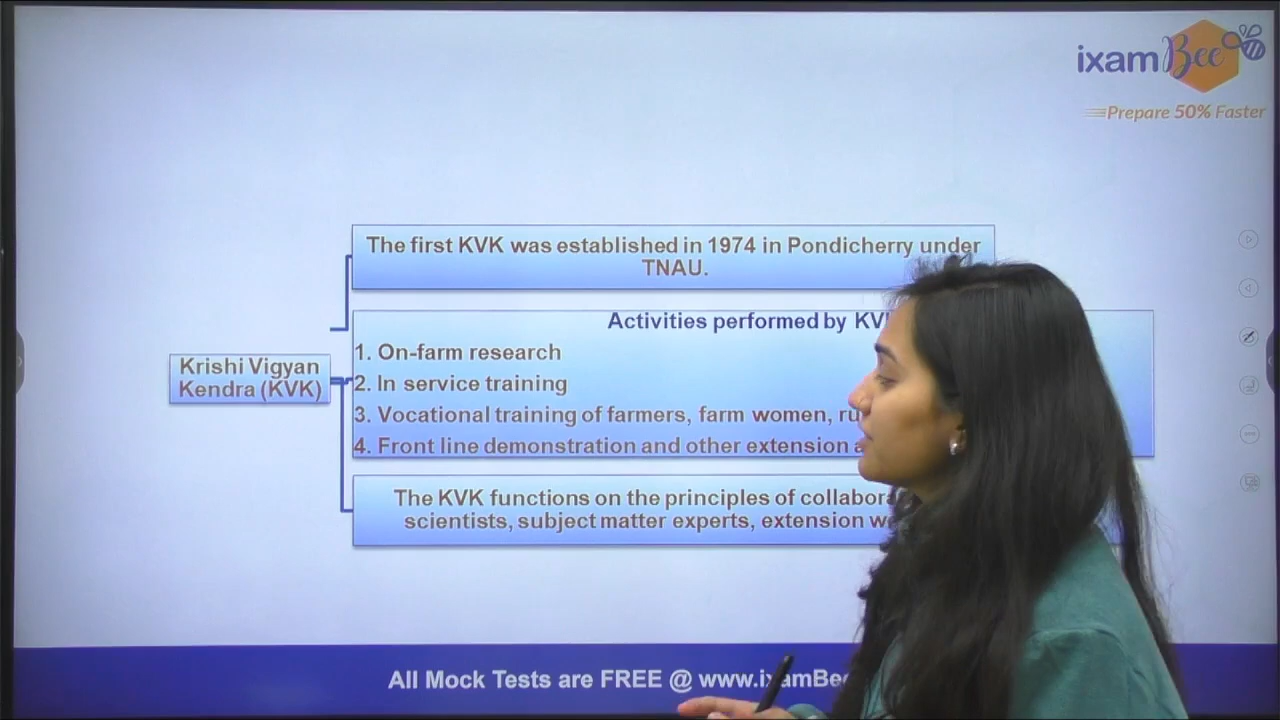 ixamBee
Prepare 50% Faster
The first KVK was established in 1974 in Pondicherry under
TNAU.
Activities performed by
1. On-farm research
2. In service training
3. Vocational training of farmers, farm women,
4. Front line demonstration and other extension
Krishi Vigyan
Kendra (KVK)
The KVK functions on the principles of
scientists, subject matter experts, extension
All Mock Tests are FREE @